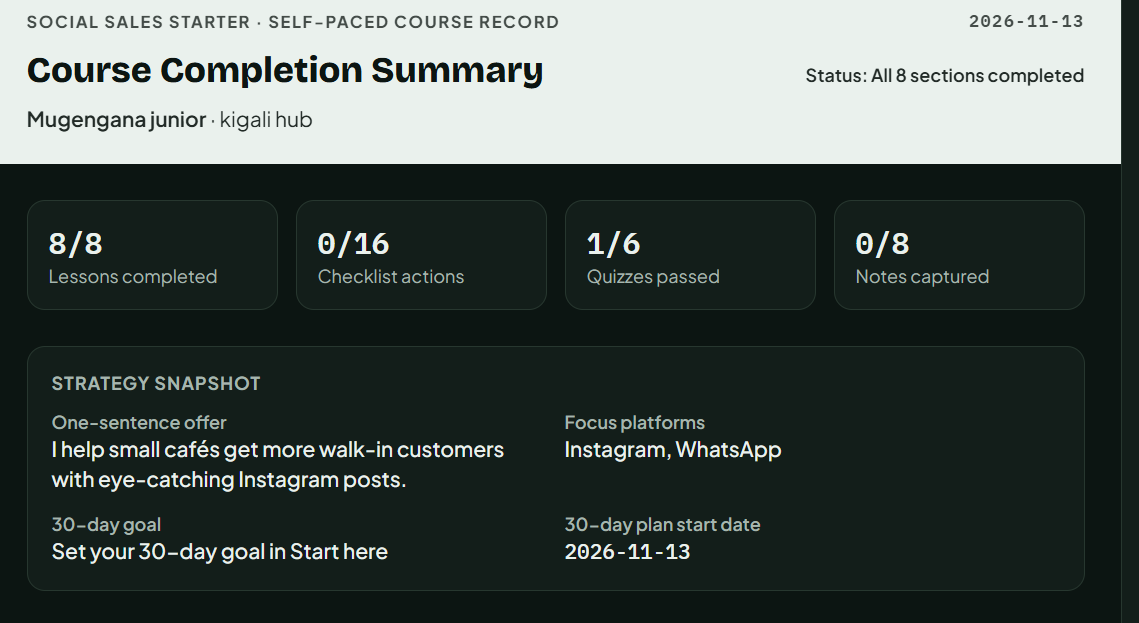 SOCIAL SALES STARTER · SELF-PACED COURSE RECORD
2026-11-13
Course Completion Summary
Status: All 8 sections completed
Mugengana junior · kigali hub
8/8
Lessons completed
0/16
Checklist actions
1/6
Quizzes passed
0/8
Notes captured
STRATEGY SNAPSHOT
One-sentence offer
I help small cafés get more walk-in customers
with eye-catching Instagram posts.
Focus platforms
Instagram, WhatsApp
30-day goal
Set your 30-day goal in Start here
30-day plan start date
2026-11-13